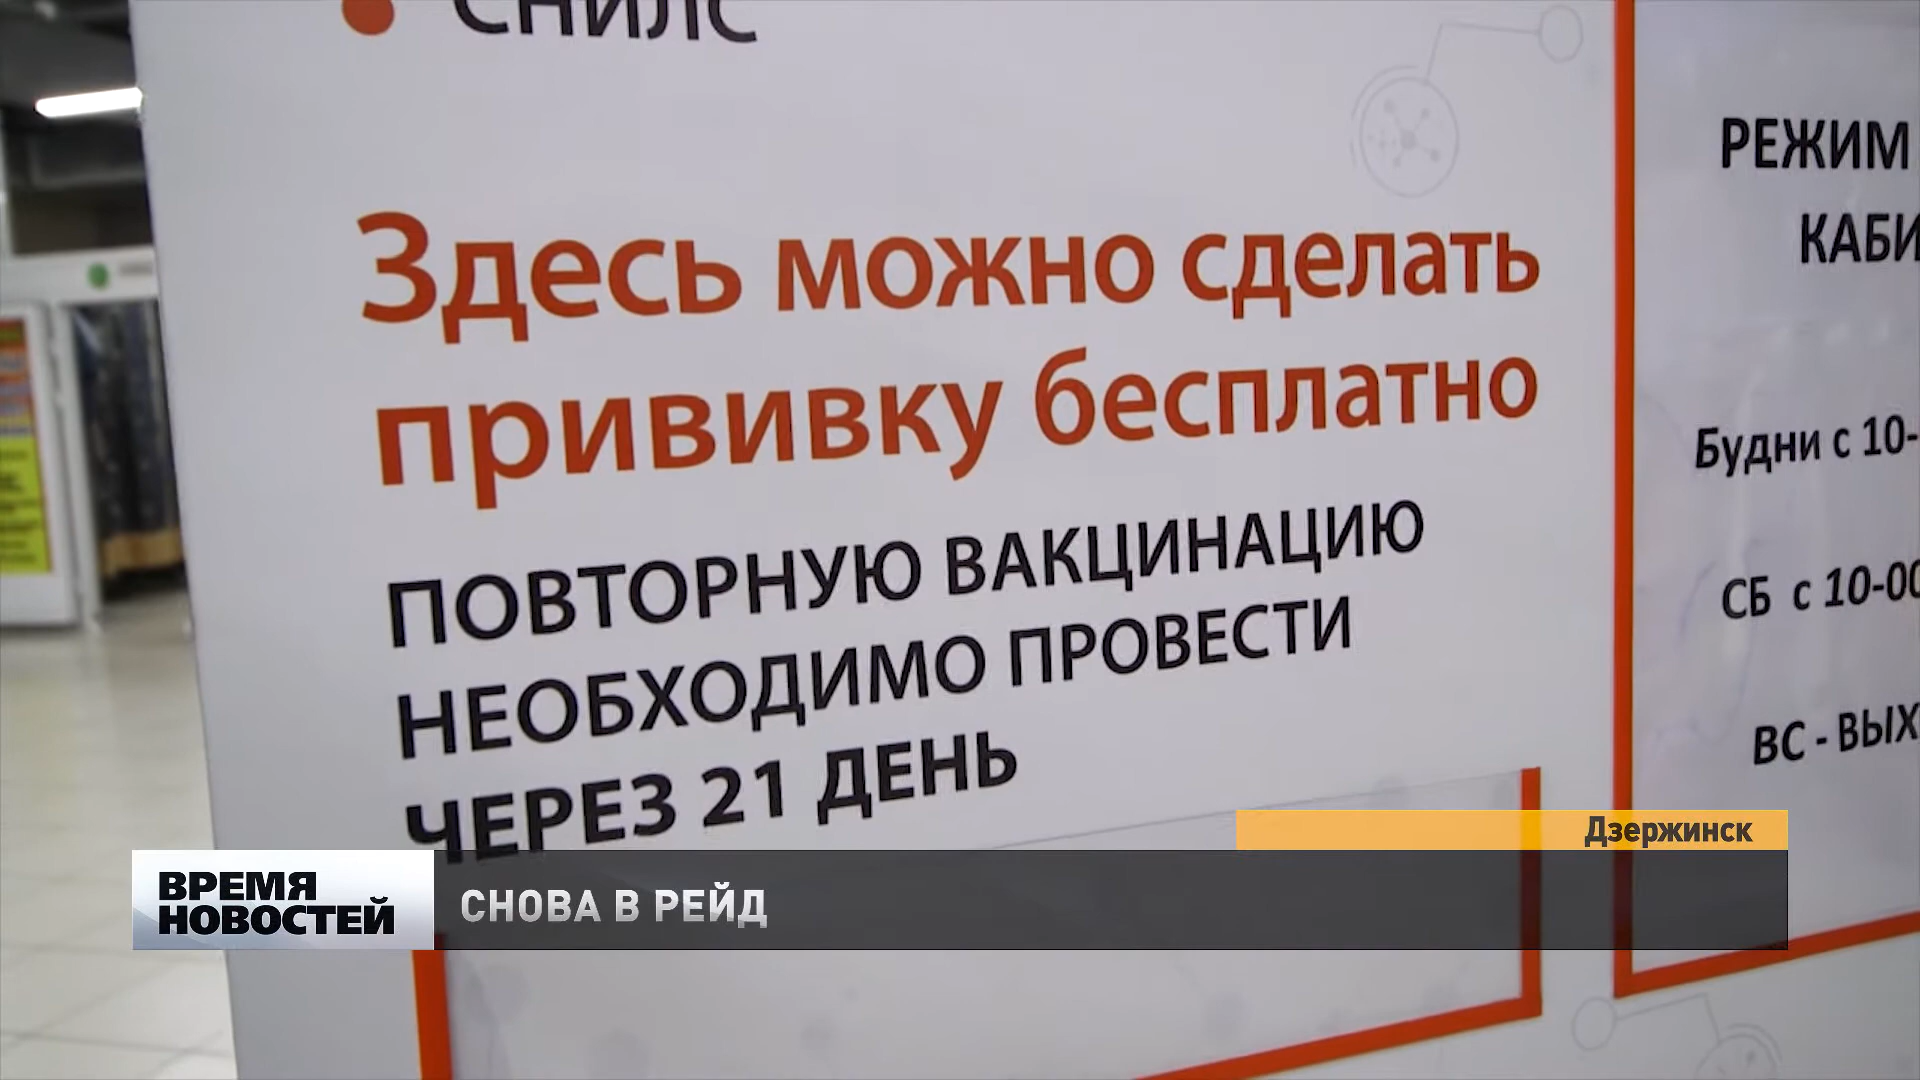 СНИЛС
Здесь можно сделать
прививку бесплатно
ПОВТОРНУЮ ВАКЦИНАЦИЮ
НЕОБХОДИМО ПРОВЕСТИ
ЧЕРЕЗ 21 ДЕНЬ
РЕЖИМ
КАБИ
Будни с 10-
СБ с 10-00
ВС - ВЫХ
Дзержинск
ВРЕМЯ
НОВОСТЕЙ
СНОВА В РЕЙД